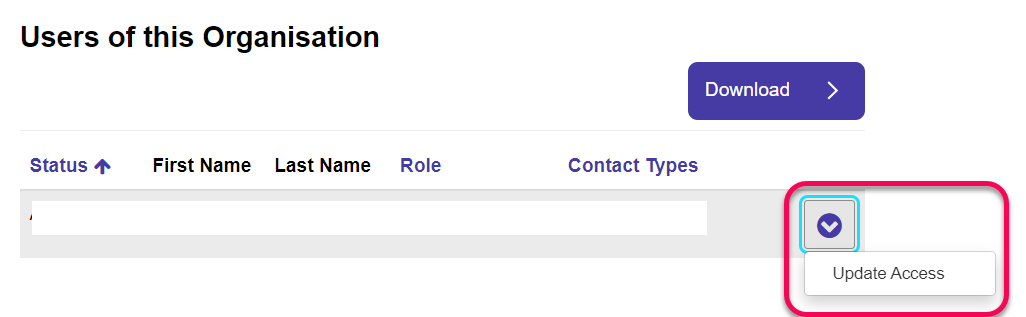 Users of this Organisation
Download
Status First Name Last Name Role Contact Types
Update Access